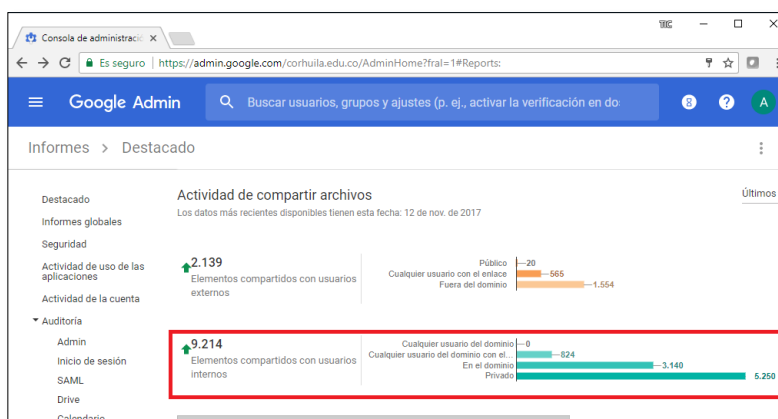 TIC
Consola de administració
Es seguro | https://admin.google.com/corhuila.edu.co/AdminHome?fral=1#Reports:
Google Admin
Buscar usuarios, grupos y ajustes (p. ej., activar la verificación en do
8
?
A
Informes > Destacado
Destacado
Informes globales
Seguridad
Actividad de uso de las
aplicaciones
Actividad de la cuenta
Auditoría
Admin
Inicio de sesión
SAML
Drive
Calendario
Actividad de compartir archivos
Últimos
Los datos más recientes disponibles tienen esta fecha: 12 de nov. de 2017
2.139
Elementos compartidos con usuarios
externos
Público 20
Cualquier usuario con el enlace 565
Fuera del dominio 1.554
9.214
Elementos compartidos con usuarios
internos
Cualquier usuario del dominio 0
Cualquier usuario del dominio con el... 824
En el dominio 3.140
Privado 5.250